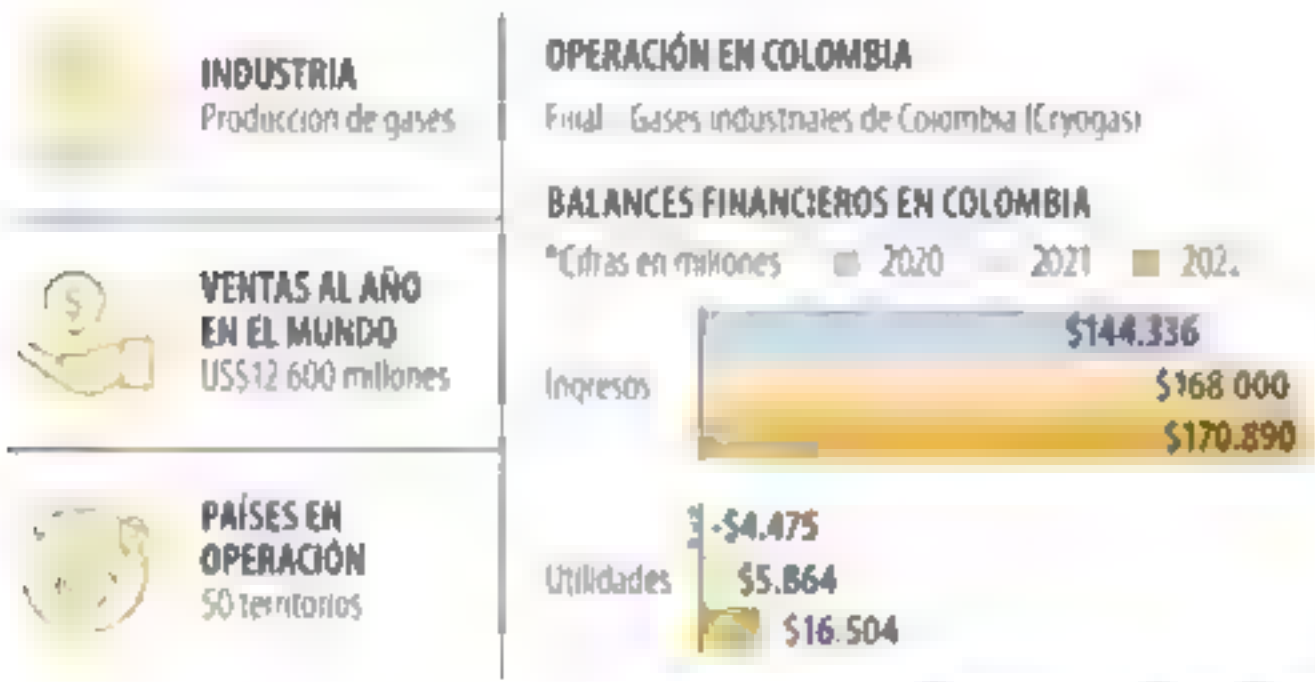 INDUSTRIA
Producción de gases
VENTAS AL AÑO
EN EL MUNDO
US$12.600 millones
PAÍSES EN
OPERACIÓN
50 territorios
OPERACIÓN EN COLOMBIA
Filial Gases industriales de Colombia (Cryogas)
BALANCES FINANCIEROS EN COLOMBIA
*Cifras en millones 2020 2021
Ingresos
$144.336
$168.000
$170.890
Utilidades
-$4.475
$5.864
$16.504